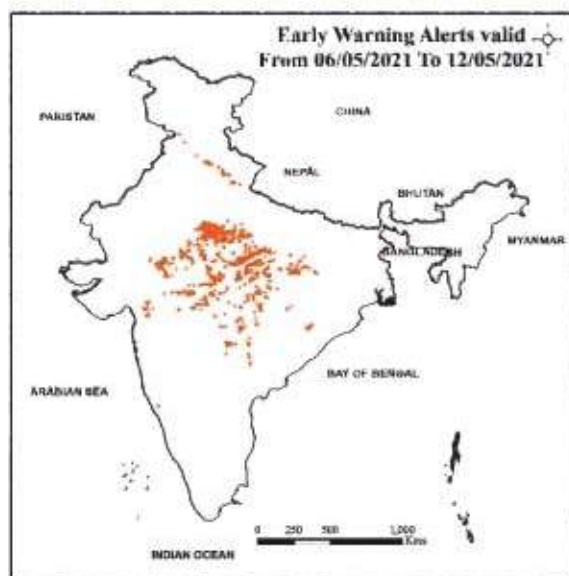 Early Warning Alerts valid
From 06/05/2021 To 12/05/2021
PAKISTAN
CHINA
NEPAL
BHUTAN
BANGLADESH
MYANMAR
BAY OF BENGAL
ARABIAN SEA
0 250 500 1,000
Kms
INDIAN OCEAN